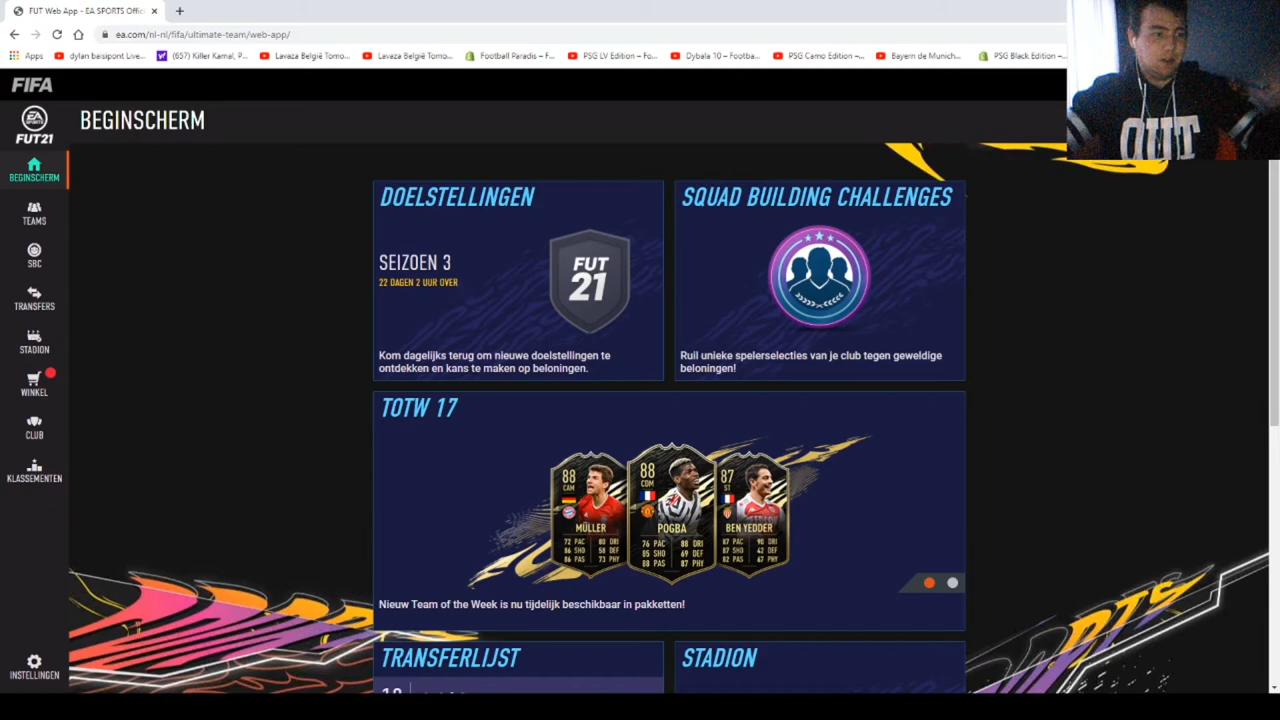 FUT Web App - EA SPORTS Offici
ea.com/nl-nl/fifa/ultimate-team/web-app/
Apps
dylan baisipont Live...
(657) Killer Kamal, P...
Lavaza België Tomo...
Lavaza België Tomo...
Football Paradis – F...
PSG LV Edition – Fo...
Dybala 10 – Footba...
PSG Camo Edition –...
Bayern de Munich...
PSG Black Edition –...
FIFA
EA SPORTS
FUT21
BEGINSCHERM
BEGINSCHERM
TEAMS
SBC
TRANSFERS
STADION
WINKEL
CLUB
KLASSEMENTEN
INSTELLINGEN
DOELSTELLINGEN
SEIZOEN 3
22 DAGEN 2 UUR OVER
FUT
21
Kom dagelijks terug om nieuwe doelstellingen te
ontdekken en kans te maken op beloningen.
SQUAD BUILDING CHALLENGES
Ruil unieke spelerselecties van je club tegen geweldige
beloningen!
TOTW 17
88
CAM
MÜLLER
72 PAC 80 DRI
86 SHO 58 DEF
86 PAS 73 PHY
88
CDM
POGBA
76 PAC 88 DRI
85 SHO 69 DEF
88 PAS 87 PHY
87
ST
BEN YEDDER
87 PAC 90 DRI
87 SHO 42 DEF
82 PAS 67 PHY
Nieuw Team of the Week is nu tijdelijk beschikbaar in pakketten!
TRANSFERLIJST
STADION
OUT